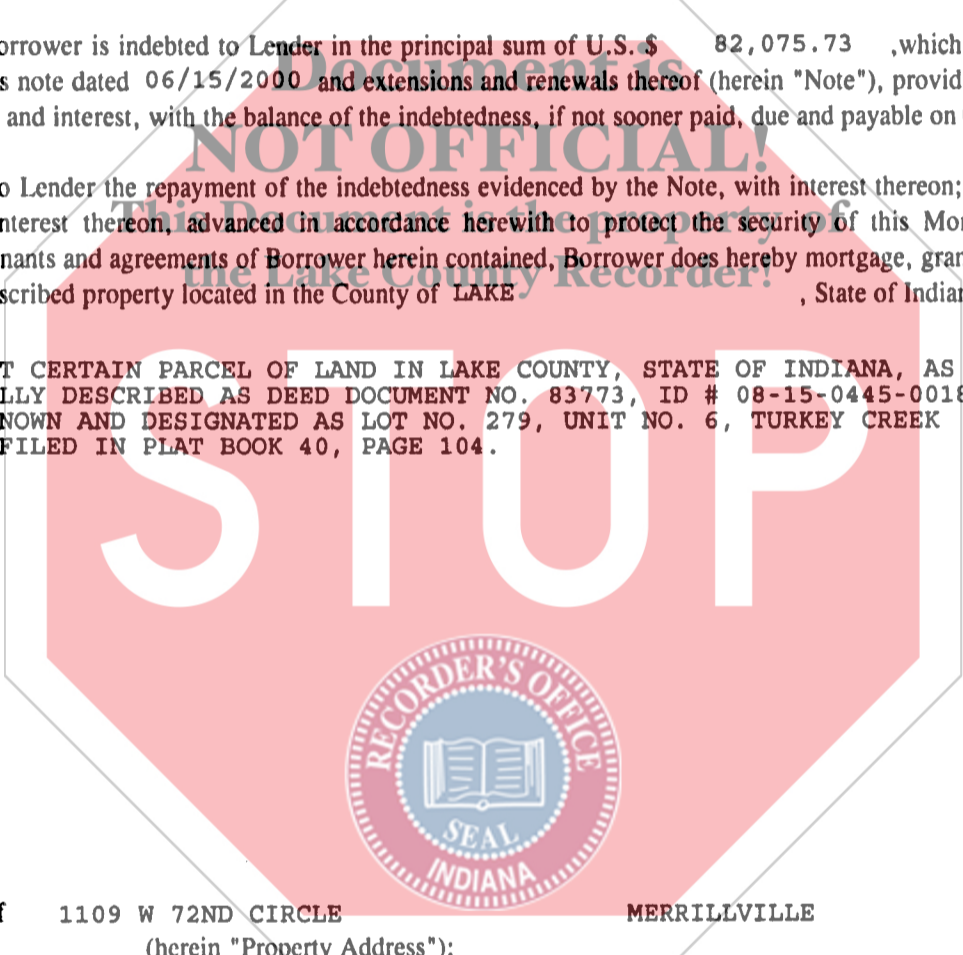 orrower is indebted to Lender in the principal sum of U.S. $ 82,075.73 ,which
s note dated 06/15/2000 and extensions and renewals thereof (herein "Note"), provid
and interest, with the balance of the indebtedness, if not sooner paid, due and payable on
o Lender the repayment of the indebtedness evidenced by the Note, with interest thereon;
nterest thereon, advanced in accordance herewith to protect the security of this Mor
nants and agreements of Borrower herein contained, Borrower does hereby mortgage, gran
scribed property located in the County of LAKE , State of Indian
Document is
NOT OFFICIAL!
This Document is the property of
the Lake County Recorder!
T CERTAIN PARCEL OF LAND IN LAKE COUNTY, STATE OF INDIANA, AS
LLY DESCRIBED AS DEED DOCUMENT NO. 83773, ID # 08-15-0445-0018
NOWN AND DESIGNATED AS LOT NO. 279, UNIT NO. 6, TURKEY CREEK
FILED IN PLAT BOOK 40, PAGE 104.
STOP
RECORDER'S OFFICE
SEAL
INDIANA
f 1109 W 72ND CIRCLE MERRILLVILLE
(herein "Property Address");